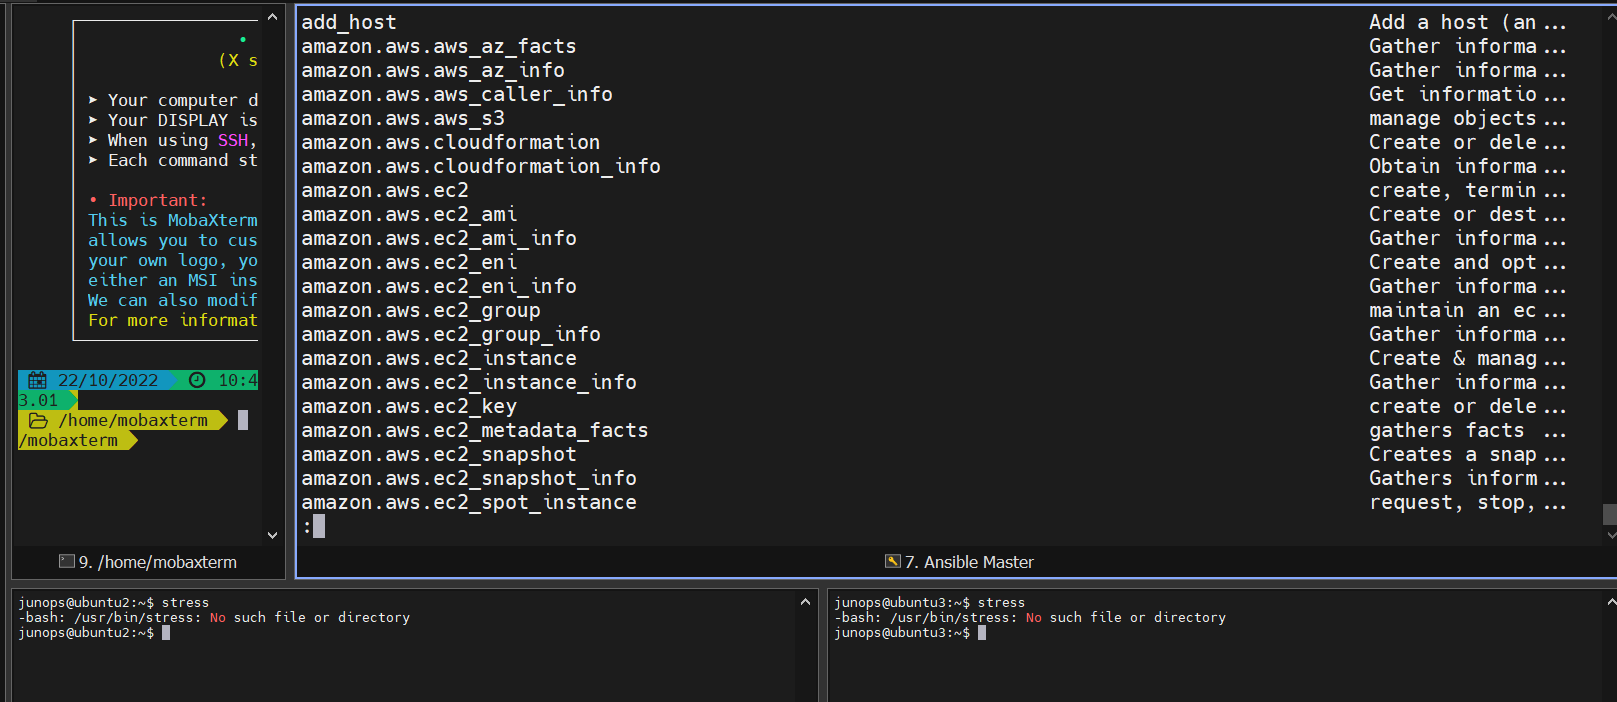 (X s
➤ Your computer d
➤ Your DISPLAY is
➤ When using SSH,
➤ Each command st
• Important:
This is MobaXterm
allows you to cus
your own logo, yo
either an MSI ins
We can also modif
For more informat
22/10/2022 10:4
3.01
/home/mobaxterm
/mobaxterm
9. /home/mobaxterm
add_host Add a host (an...
amazon.aws.aws_az_facts Gather informa...
amazon.aws.aws_az_info Gather informa...
amazon.aws.aws_caller_info Get informatio...
amazon.aws.aws_s3 manage objects...
amazon.aws.cloudformation Create or dele...
amazon.aws.cloudformation_info Obtain informa...
amazon.aws.ec2 create, termin...
amazon.aws.ec2_ami Create or dest...
amazon.aws.ec2_ami_info Gather informa...
amazon.aws.ec2_eni Create and opt...
amazon.aws.ec2_eni_info Gather informa...
amazon.aws.ec2_group maintain an ec...
amazon.aws.ec2_group_info Gather informa...
amazon.aws.ec2_instance Create & manag...
amazon.aws.ec2_instance_info Gather informa...
amazon.aws.ec2_key create or dele...
amazon.aws.ec2_metadata_facts gathers facts ...
amazon.aws.ec2_snapshot Creates a snap...
amazon.aws.ec2_snapshot_info Gathers inform...
amazon.aws.ec2_spot_instance request, stop,...
:
7. Ansible Master
junops@ubuntu2:~$ stress
-bash: /usr/bin/stress: No such file or directory
junops@ubuntu2:~$
junops@ubuntu3:~$ stress
-bash: /usr/bin/stress: No such file or directory
junops@ubuntu3:~$